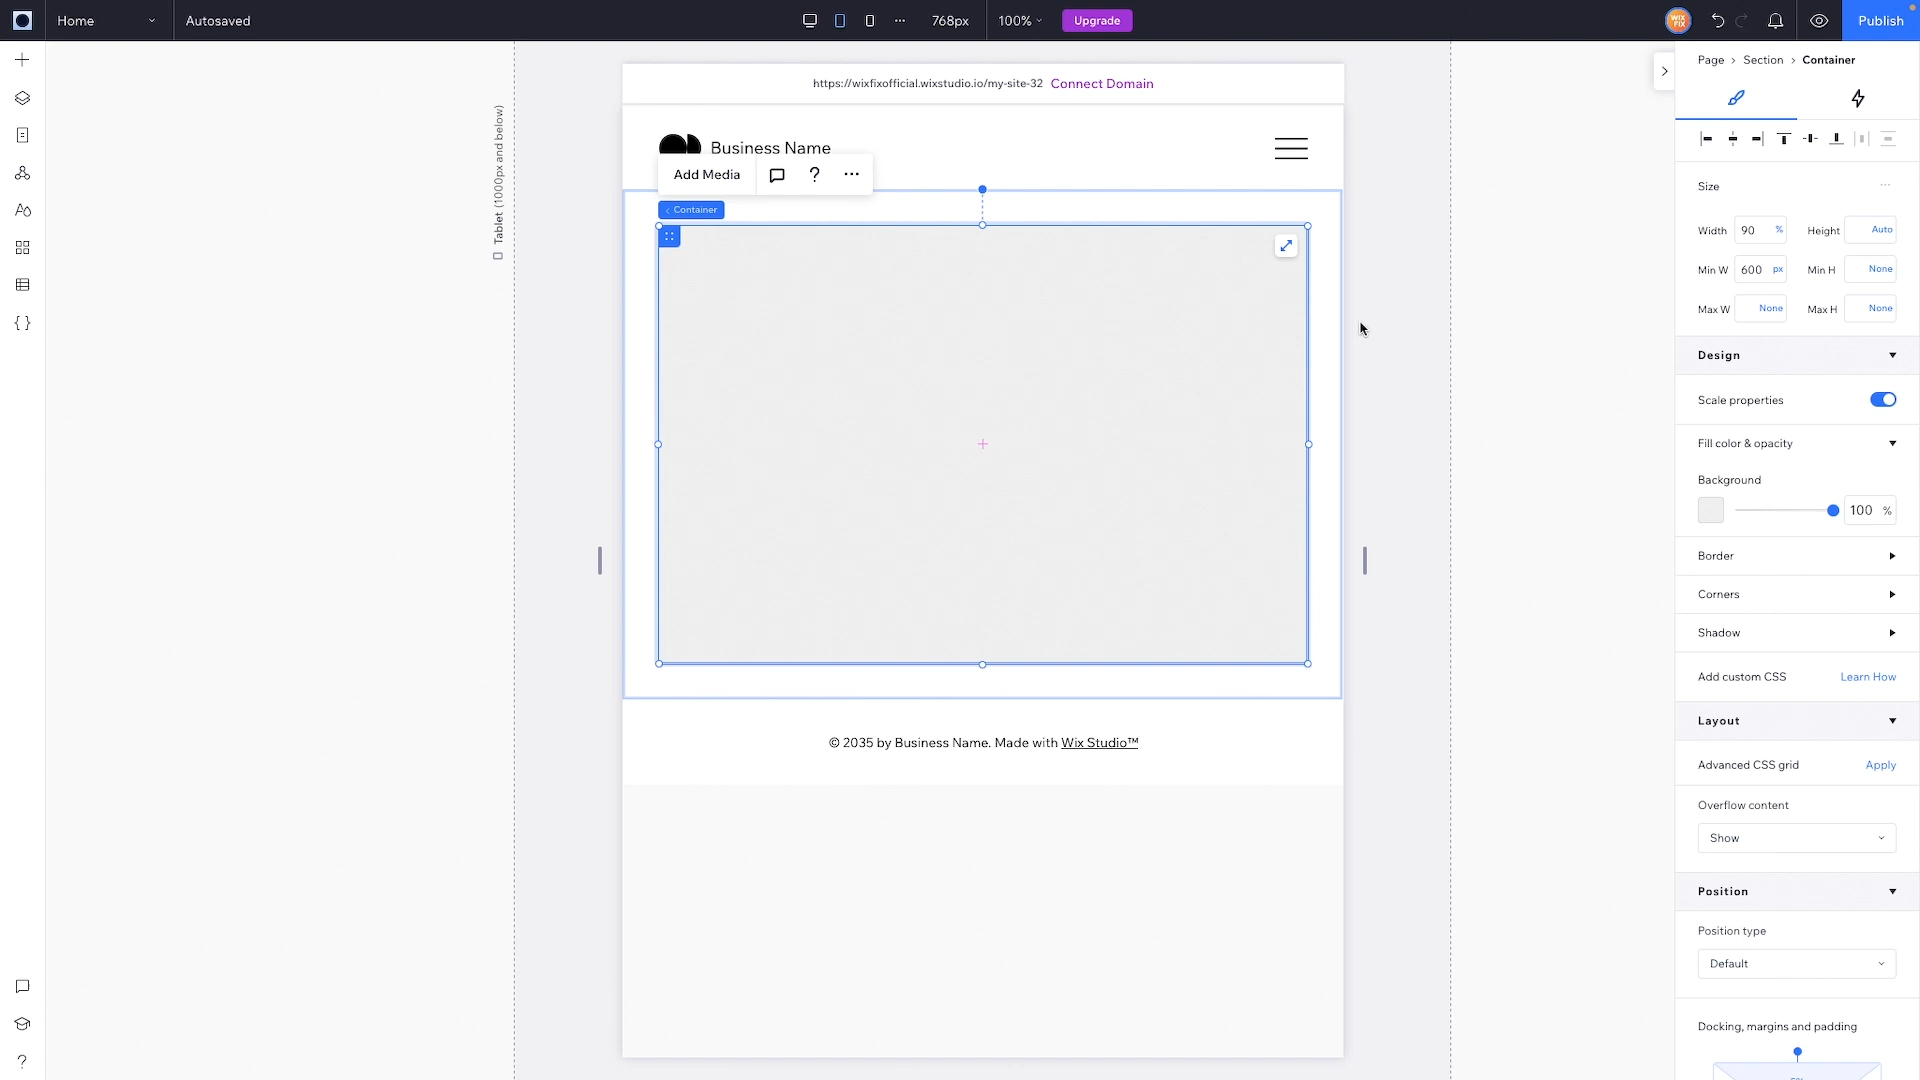 Home
Autosaved
768px
100%
Upgrade
WIX FIX
Publish
https://wixfixofficial.wixstudio.io/my-site-32 Connect Domain
Tablet (1000px and below)
Business Name
Add Media
?
Container
© 2035 by Business Name. Made with Wix Studio™
?
Page > Section > Container
Size
Width 90 % Height Auto
Min W 600 px Min H None
Max W None Max H None
Design
Scale properties
Fill color & opacity
Background
100 %
Border
Corners
Shadow
Add custom CSS Learn How
Layout
Advanced CSS grid Apply
Overflow content
Show
Position
Position type
Default
Docking, margins and padding